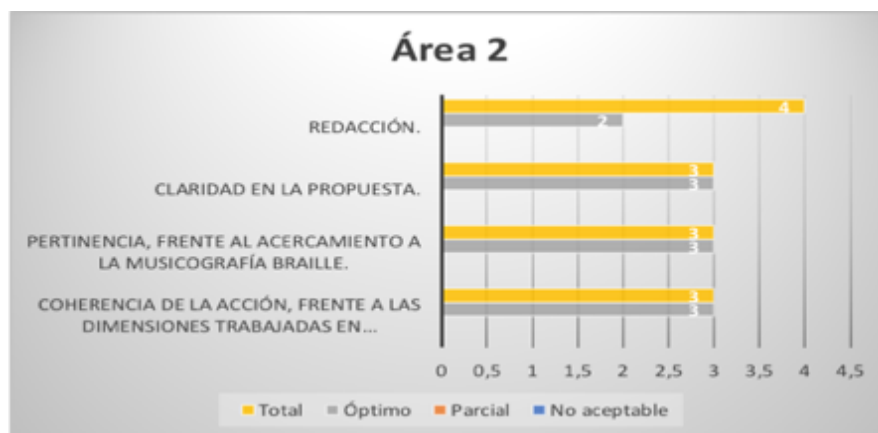 Área 2
REDACCIÓN.
4
2
CLARIDAD EN LA PROPUESTA.
3
3
PERTINENCIA, FRENTE AL ACERCAMIENTO A
LA MUSICOGRAFÍA BRAILLE.
3
3
COHERENCIA DE LA ACCIÓN, FRENTE A LAS
DIMENSIONES TRABAJADAS EN...
3
3
0 0,5 1 1,5 2 2,5 3 3,5 4 4,5
Total Óptimo Parcial No aceptable